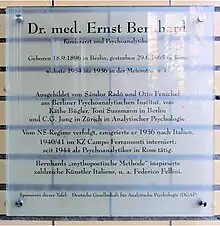 Dr. med. Ernst Bernhard
Kinderarzt und Psychoanalytiker
Geboren 18.9.1896 in Berlin, gestorben 29.6.1965 in Rom,
wohnte 1934 bis 1936 in der Meierotto
Ausgebildet von Sándor Radó und Otto Fenichel
am Berliner Psychoanalytischen Institut, von
Käthe Bügler, Toni Sussmann in Berlin
und C.G. Jung in Zürich in Analytischer Psychologie.
Vom NS-Regime verfolgt, emigrierte er 1936 nach Italien,
1940/41 im KZ Campo Ferramonti interniert;
seit 1944 als Psychoanalytiker in Rom tätig.
Bernhards „mythopoetische Methode" inspirierte
zahlreiche Künstler Italiens, u. a. Federico Fellini.
Sponsorin dieser Tafel: Deutsche Gesellschaft für Analytische Psychologie (DGAP)